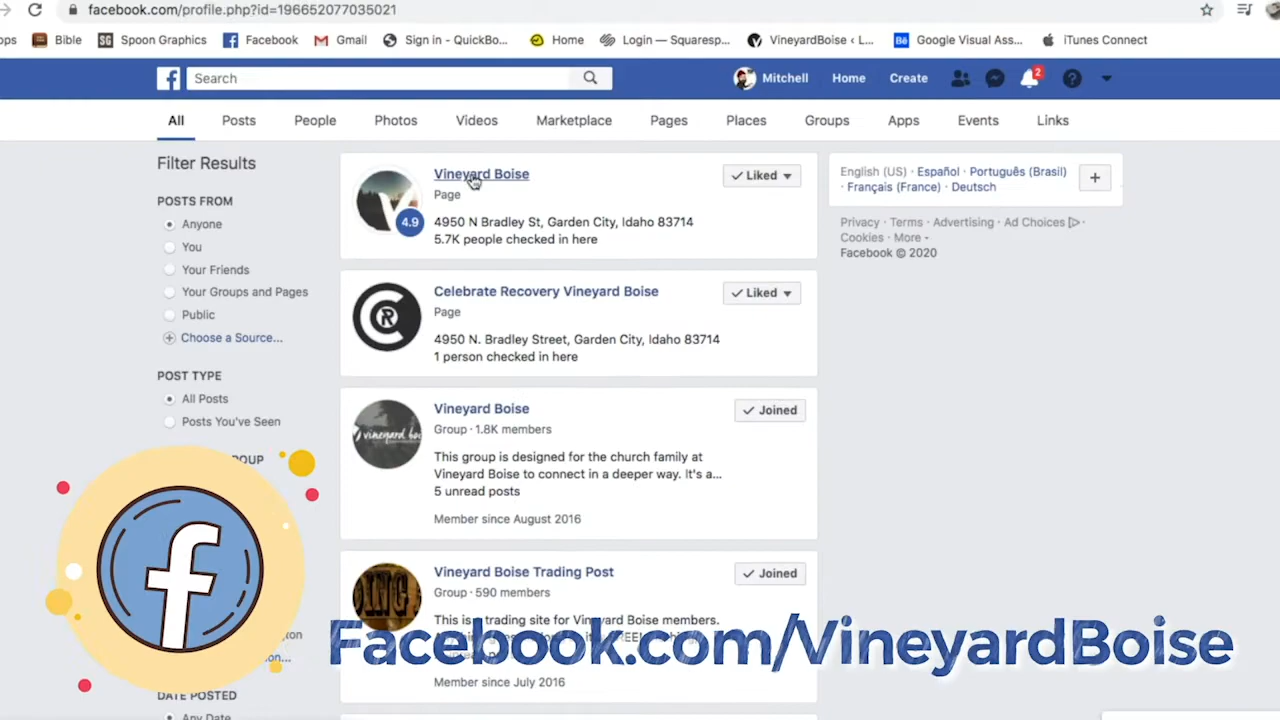 facebook.com/profile.php?id=196652077035021
ops Bible Spoon Graphics Facebook Gmail Sign in - QuickBo... Home Login — Squaresp... VineyardBoise ‹ L... Google Visual Ass... iTunes Connect
Search Mitchell Home Create 2
All Posts People Photos Videos Marketplace Pages Places Groups Apps Events Links
Filter Results
POSTS FROM
Anyone
You
Your Friends
Your Groups and Pages
Public
Choose a Source...
POST TYPE
All Posts
Posts You've Seen
OUP
ton
on...
DATE POSTED
Any Date
Vineyard Boise
Liked
Page
4.9
4950 N Bradley St, Garden City, Idaho 83714
5.7K people checked in here
Celebrate Recovery Vineyard Boise
Liked
Page
4950 N. Bradley Street, Garden City, Idaho 83714
1 person checked in here
Vineyard Boise
Joined
vineyard bo
Group · 1.8K members
This group is designed for the church family at
Vineyard Boise to connect in a deeper way. It's a...
5 unread posts
Member since August 2016
Vineyard Boise Trading Post
Joined
OING
Group · 590 members
This is a trading site for Vineyard Boise members.
Member since July 2016
English (US) · Español · Português (Brasil)
· Français (France) · Deutsch
Privacy · Terms · Advertising · Ad Choices ·
Cookies · More
Facebook © 2020
Facebook.com/VineyardBoise